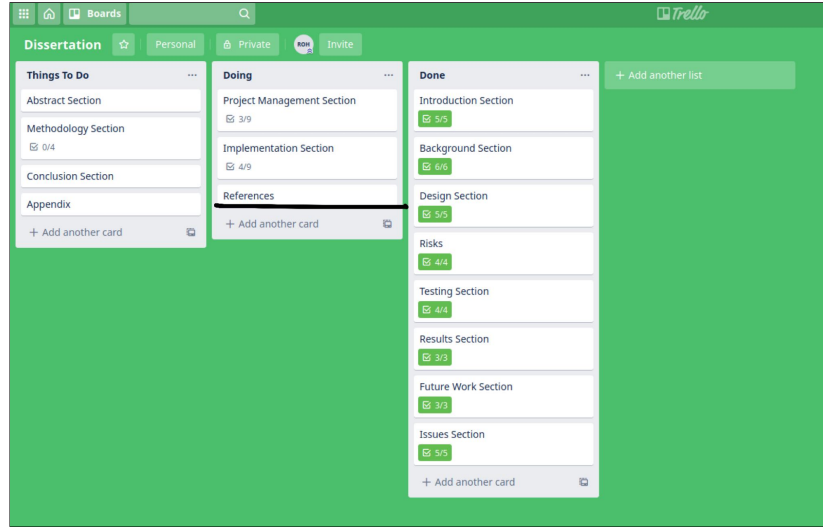 Boards
Trello
Dissertation
Personal
Private
ROH
Invite
Things To Do
Abstract Section
Methodology Section
0/4
Conclusion Section
Appendix
+ Add another card
Doing
Project Management Section
3/9
Implementation Section
4/9
References
+ Add another card
Done
Introduction Section
5/5
Background Section
6/6
Design Section
5/5
Risks
4/4
Testing Section
4/4
Results Section
3/3
Future Work Section
3/3
Issues Section
5/5
+ Add another card
+ Add another list